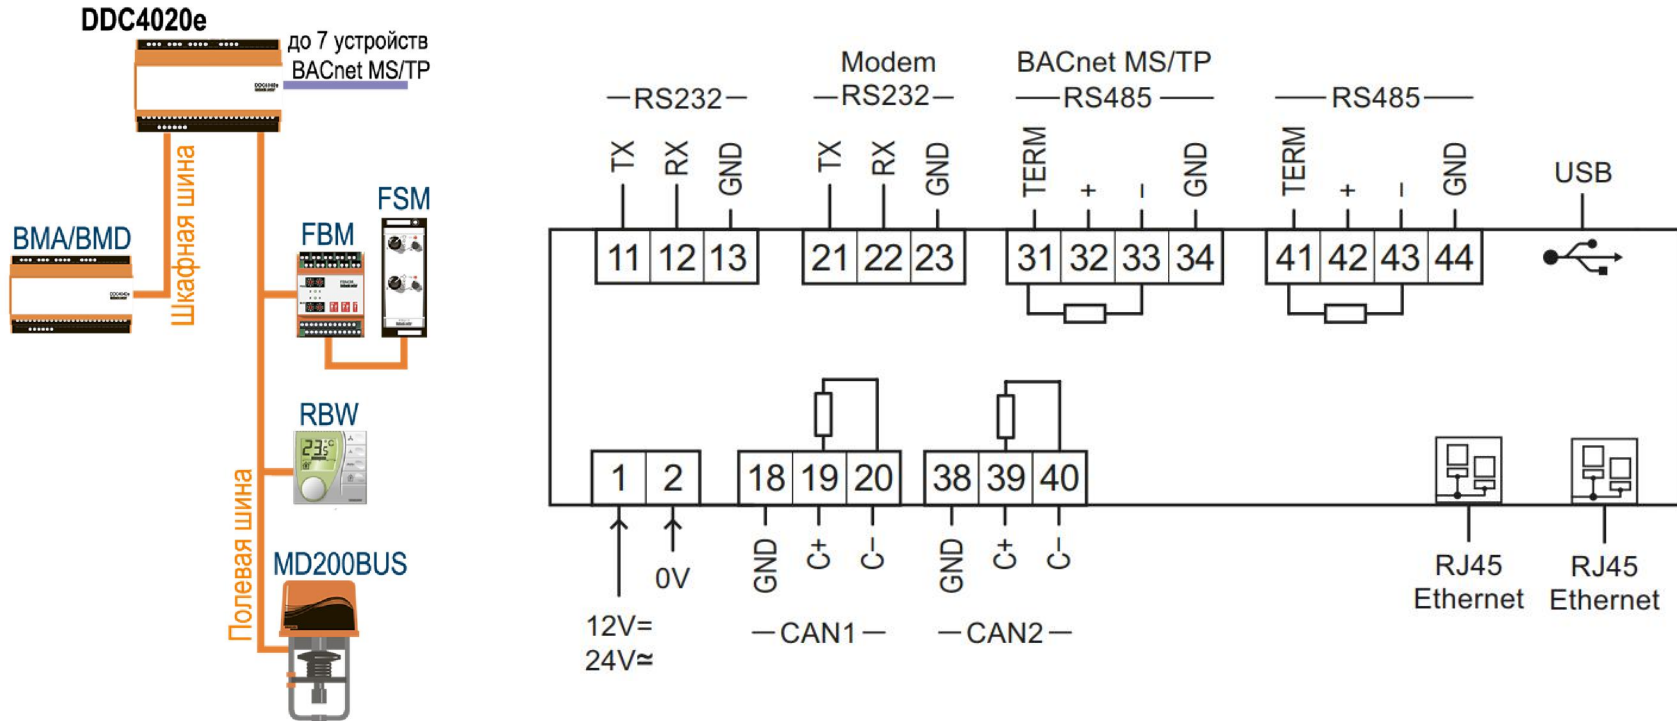 DDC4020e
до 7 устройств
BACnet MS/TP
Шкафная шина
BMA/BMD
FBM
FSM
RBW
23
°C
Полевая шина
MD200BUS
RS232
TX RX GND
11 12 13
Modem
RS232
TX RX GND
21 22 23
BACnet MS/TP
RS485
TERM + – GND
31 32 33 34
RS485
TERM + – GND
41 42 43 44
USB
1 2
0V
12V=
24V≃
18 19 20
GND C+ C–
CAN1
38 39 40
GND C+ C–
CAN2
RJ45
Ethernet
RJ45
Ethernet